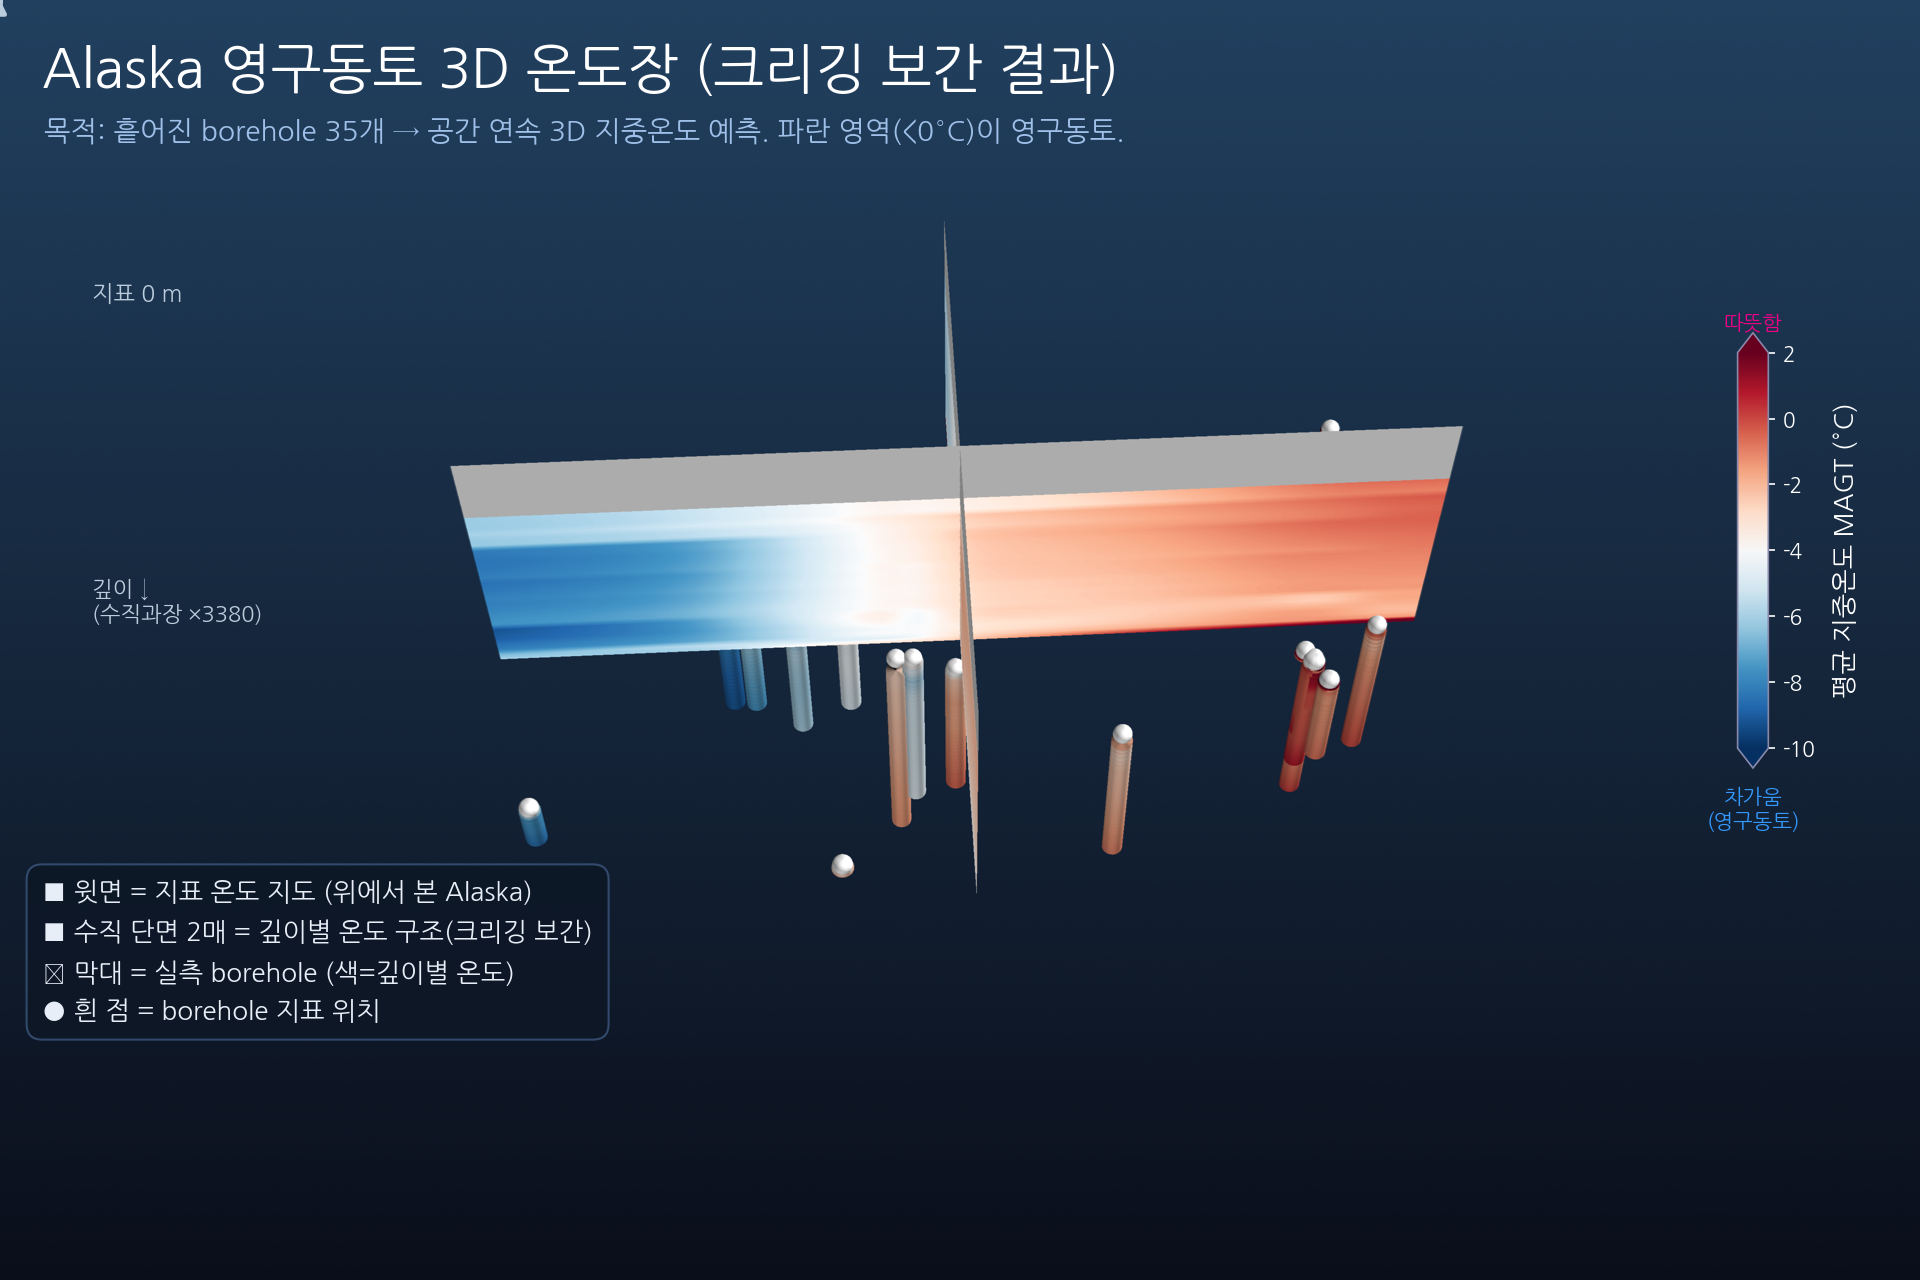 Alaska 영구동토 3D 온도장 (크리깅 보간 결과)
목적: 흩어진 borehole 35개 → 공간 연속 3D 지중온도 예측. 파란 영역(<0°C)이 영구동토.
지표 0 m
깊이 ↓
(수직과장 ×3380)
따뜻함
2
0
-2
-4
-6
-8
-10
평균 지중온도 MAGT (°C)
차가움
(영구동토)
■ 윗면 = 지표 온도 지도 (위에서 본 Alaska)
■ 수직 단면 2매 = 깊이별 온도 구조(크리깅 보간)
☒ 막대 = 실측 borehole (색=깊이별 온도)
● 흰 점 = borehole 지표 위치